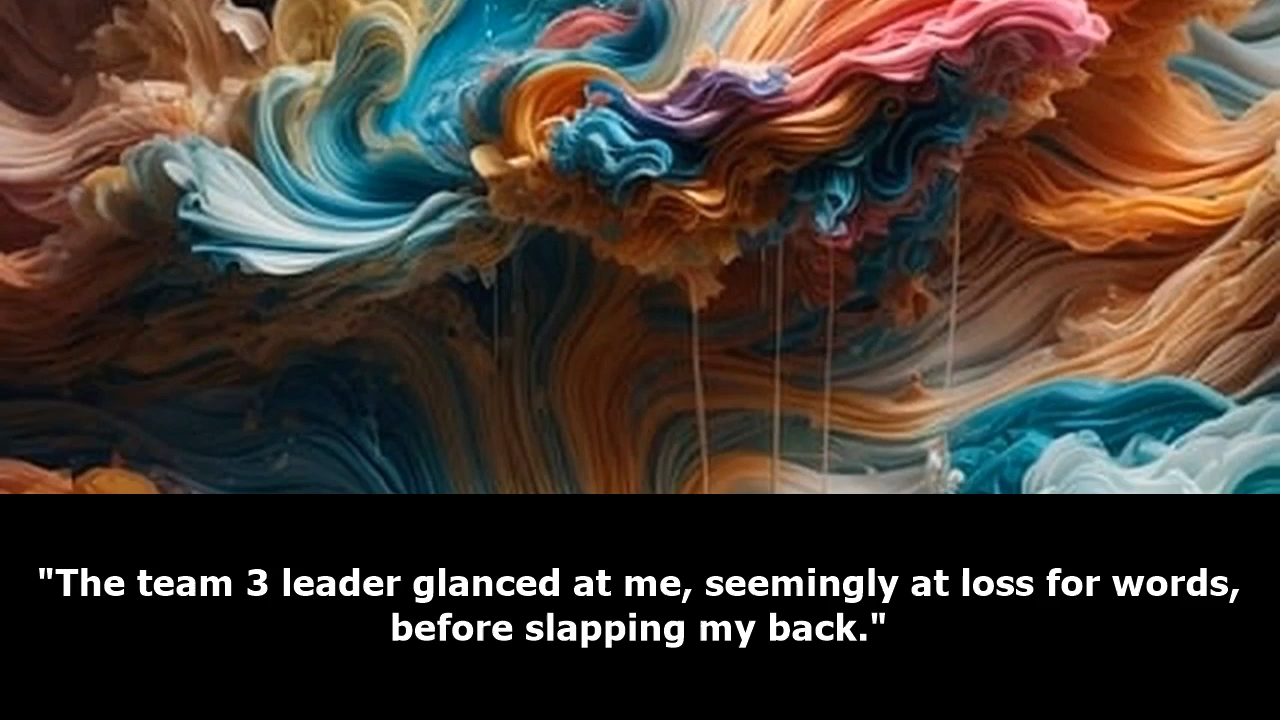 "The team 3 leader glanced at me, seemingly at loss for words,
before slapping my back."